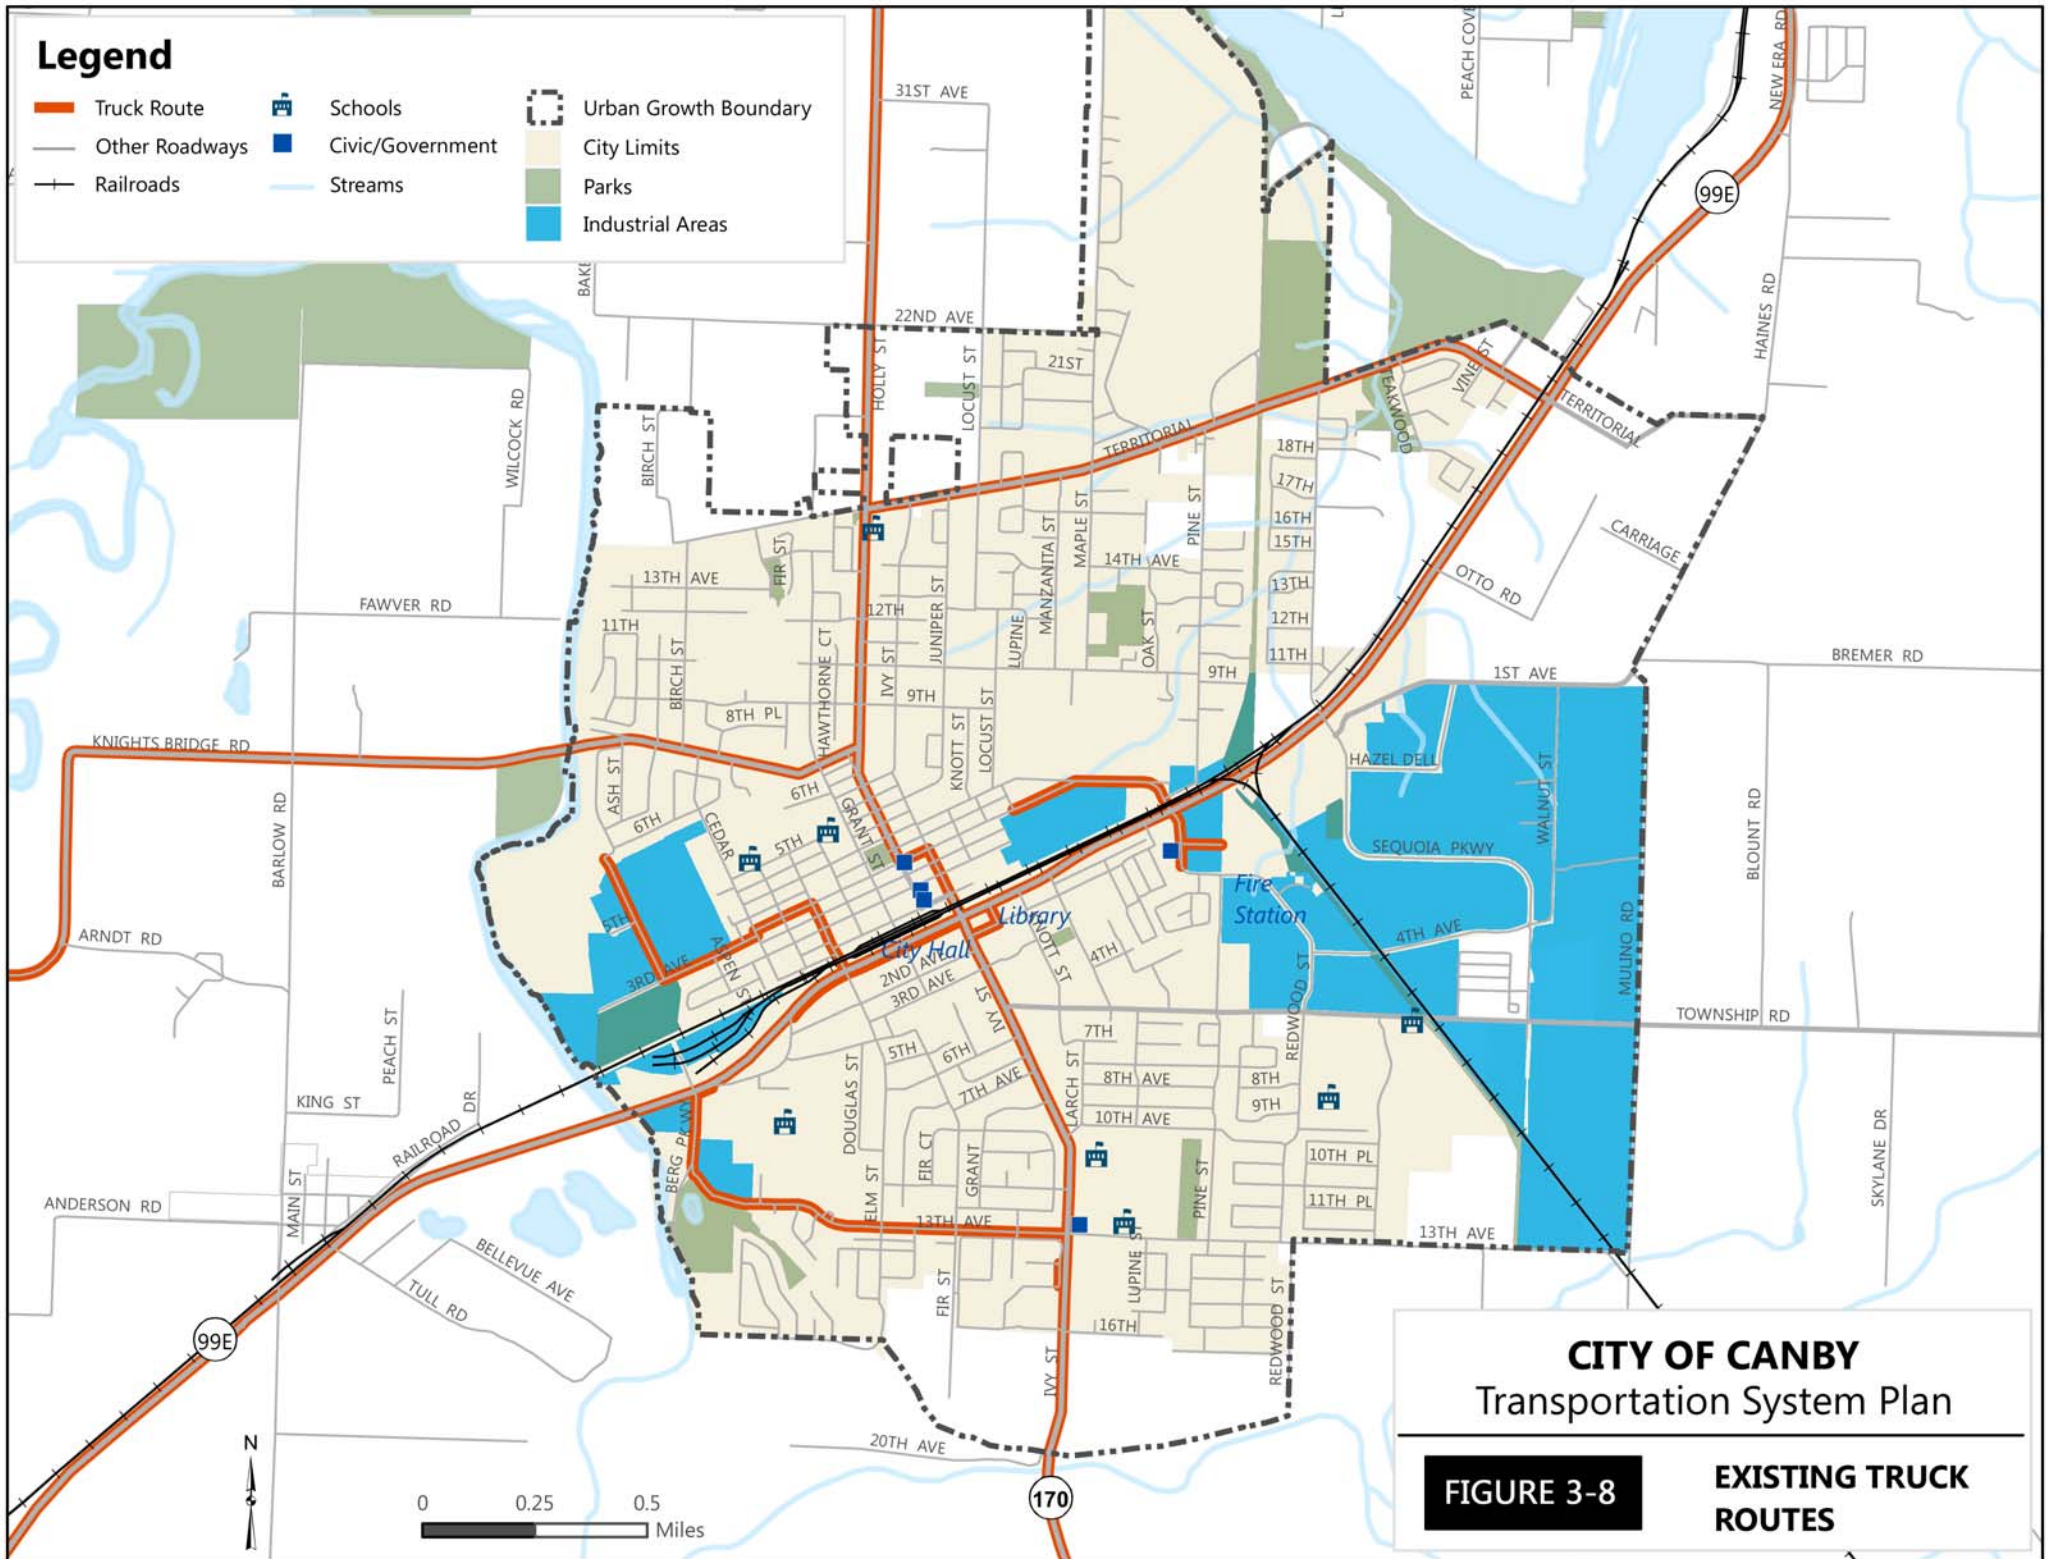 Legend
Truck Route
Other Roadways
Railroads
Schools
Civic/Government
Streams
Urban Growth Boundary
City Limits
Parks
Industrial Areas
31ST AVE
PEACH COV
NEW ERA RD
99E
HAINES RD
22ND AVE
21ST
HOLLY ST
LOCUST ST
VINE ST
TEAKWOOD
TERRITORIAL
TERRITORIAL
WILCOCK RD
BIRCH ST
18TH
17TH
16TH
15TH
PINE ST
MAPLE ST
MANZANITA ST
14TH AVE
CARRIAGE
OTTO RD
FIR ST
13TH AVE
13TH
12TH
12TH
11TH
11TH
FAWVER RD
JUNIPER ST
LUPINE
OAK ST
HAWTHORNE CT
BIRCH ST
IVY ST
9TH
9TH
1ST AVE
BREMER RD
8TH PL
KNOTT ST
LOCUST ST
KNIGHTS BRIDGE RD
HAZEL DELL
WALNUT ST
ASH ST
6TH
6TH
GRANT ST
CEDAR
5TH
BARLOW RD
BLOUNT RD
SEQUOIA PKWY
Fire
Station
Library
City Hall
5TH
ARNDT RD
4TH AVE
4TH
ASPEN ST
3RD AVE
2ND AVE
3RD AVE
MULINO RD
REDWOOD ST
IVY ST
TOWNSHIP RD
PEACH ST
7TH
5TH
6TH
DOUGLAS ST
7TH AVE
LARCH ST
8TH AVE
8TH
9TH
10TH AVE
KING ST
RAILROAD DR
BERG PKWY
FIR CT
GRANT
10TH PL
11TH PL
SKYLANE DR
ANDERSON RD
MAIN ST
ELM ST
PINE ST
13TH AVE
13TH AVE
BELLEVUE AVE
TULL RD
FIR ST
LUPINE ST
REDWOOD ST
16TH
99E
IVY ST
20TH AVE
170
N
0 0.25 0.5
Miles
CITY OF CANBY
Transportation System Plan
FIGURE 3-8
EXISTING TRUCK
ROUTES